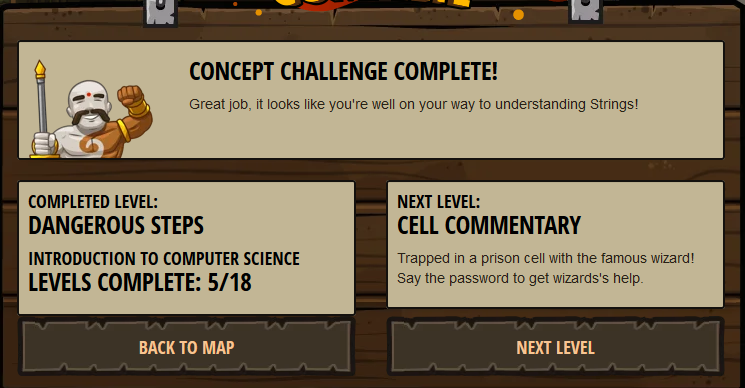 CONCEPT CHALLENGE COMPLETE!
Great job, it looks like you're well on your way to understanding Strings!
COMPLETED LEVEL:
DANGEROUS STEPS
INTRODUCTION TO COMPUTER SCIENCE
LEVELS COMPLETE: 5/18
NEXT LEVEL:
CELL COMMENTARY
Trapped in a prison cell with the famous wizard!
Say the password to get wizards's help.
BACK TO MAP
NEXT LEVEL